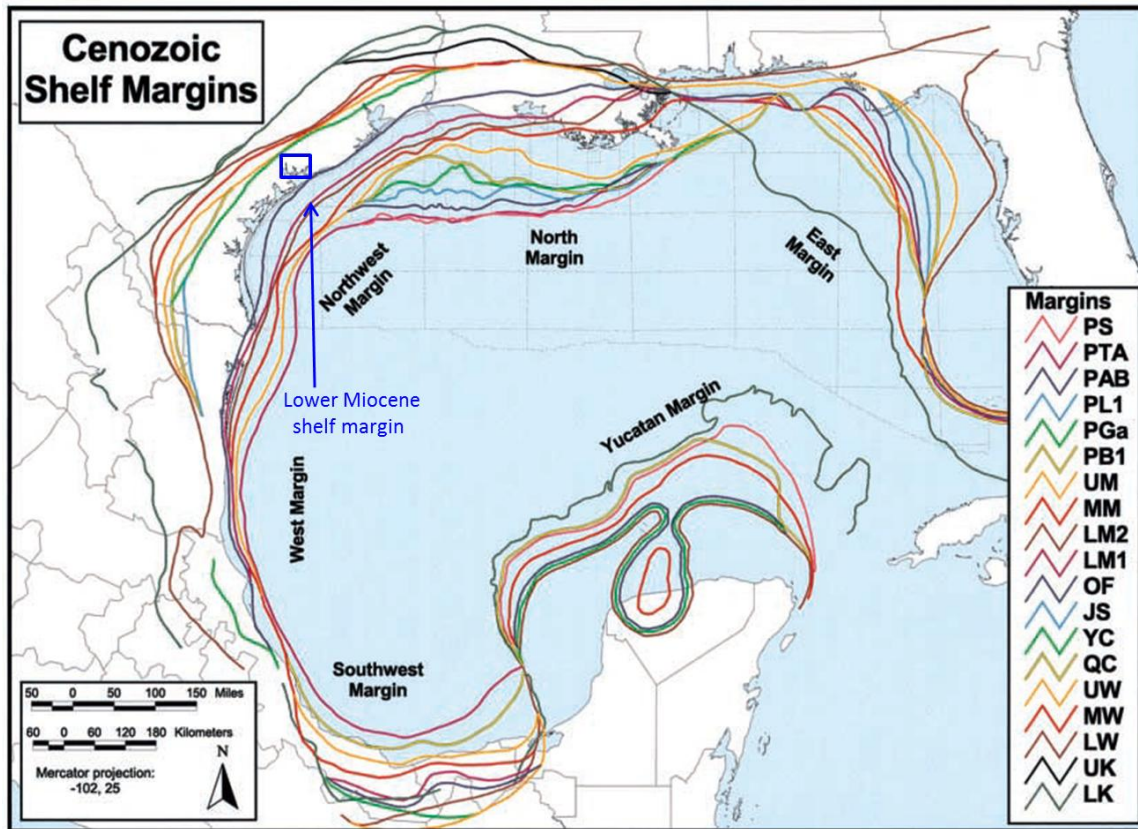 Cenozoic
Shelf Margins
North
Margin
East
Margin
Northwest
Margin
Lower Miocene
shelf margin
Yucatan Margin
West Margin
Southwest
Margin
Margins
PS
PTA
PAB
PL1
PGa
PB1
UM
MM
LM2
LM1
OF
JS
YC
QC
UW
MW
LW
UK
LK
50 0 50 100 150 Miles
60 0 60 120 180 Kilometers
N
Mercator projection:
-102, 25